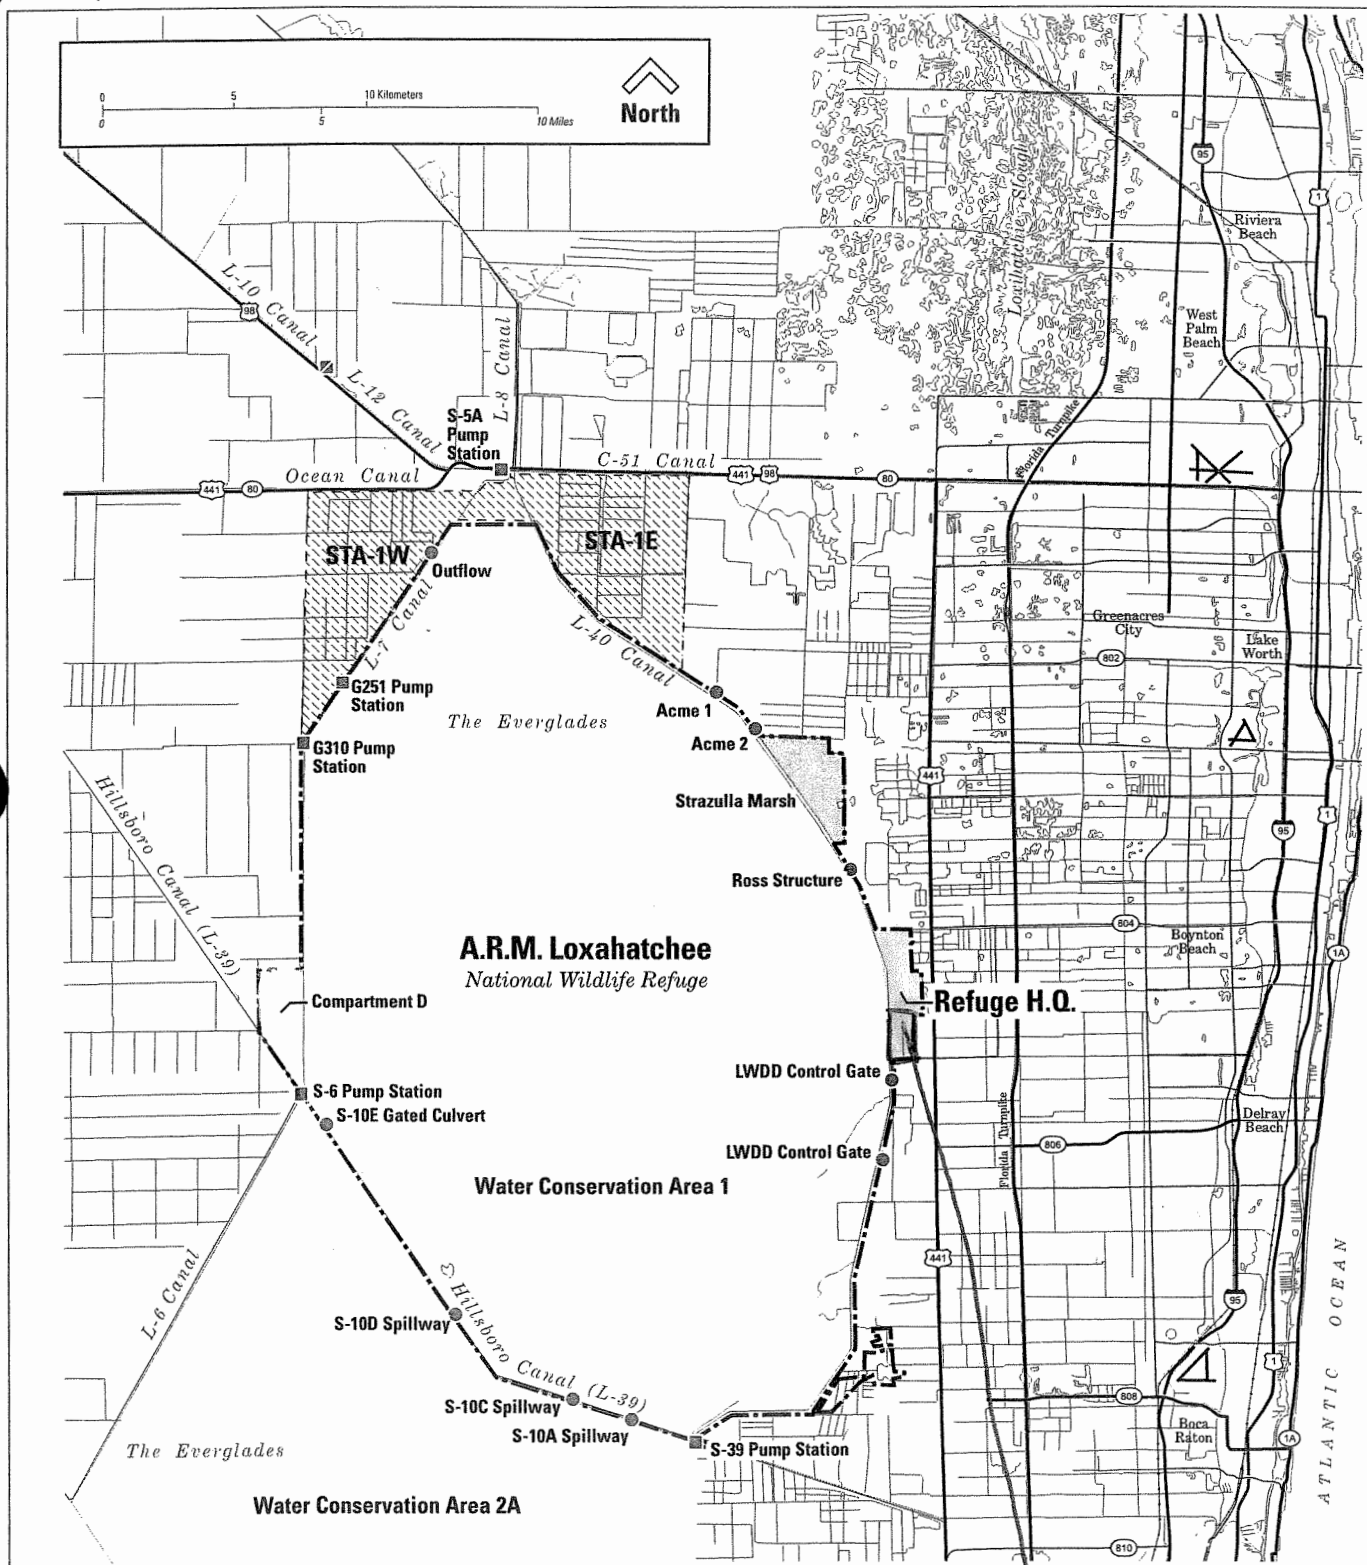 0 5 10 Kilometers
0 5 10 Miles
North
95
1
Loxahatchie Slough
Riviera
Beach
L-10 Canal
98
West
Palm
Beach
L-8 Canal
L-12 Canal
S-5A
Pump
Station
Florida Turnpike
Ocean Canal
C-51 Canal
441
80
441
98
80
STA-1W
STA-1E
Outflow
L-7 Canal
L-40 Canal
Greenacres
City
Lake
Worth
802
G251 Pump
Station
Acme 1
The Everglades
Acme 2
G310 Pump
Station
441
Strazulla Marsh
Hillsboro Canal (L-39)
95
1
Ross Structure
804
Boynton
Beach
1A
A.R.M. Loxahatchee
National Wildlife Refuge
Compartment D
Refuge H.Q.
LWDD Control Gate
S-6 Pump Station
S-10E Gated Culvert
Delray
Beach
Florida Turnpike
806
LWDD Control Gate
Water Conservation Area 1
L-6 Canal
441
95
ATLANTIC OCEAN
S-10D Spillway
Hillsboro Canal (L-39)
1
808
S-10C Spillway
S-10A Spillway
Boca
Raton
1A
S-39 Pump Station
The Everglades
Water Conservation Area 2A
810